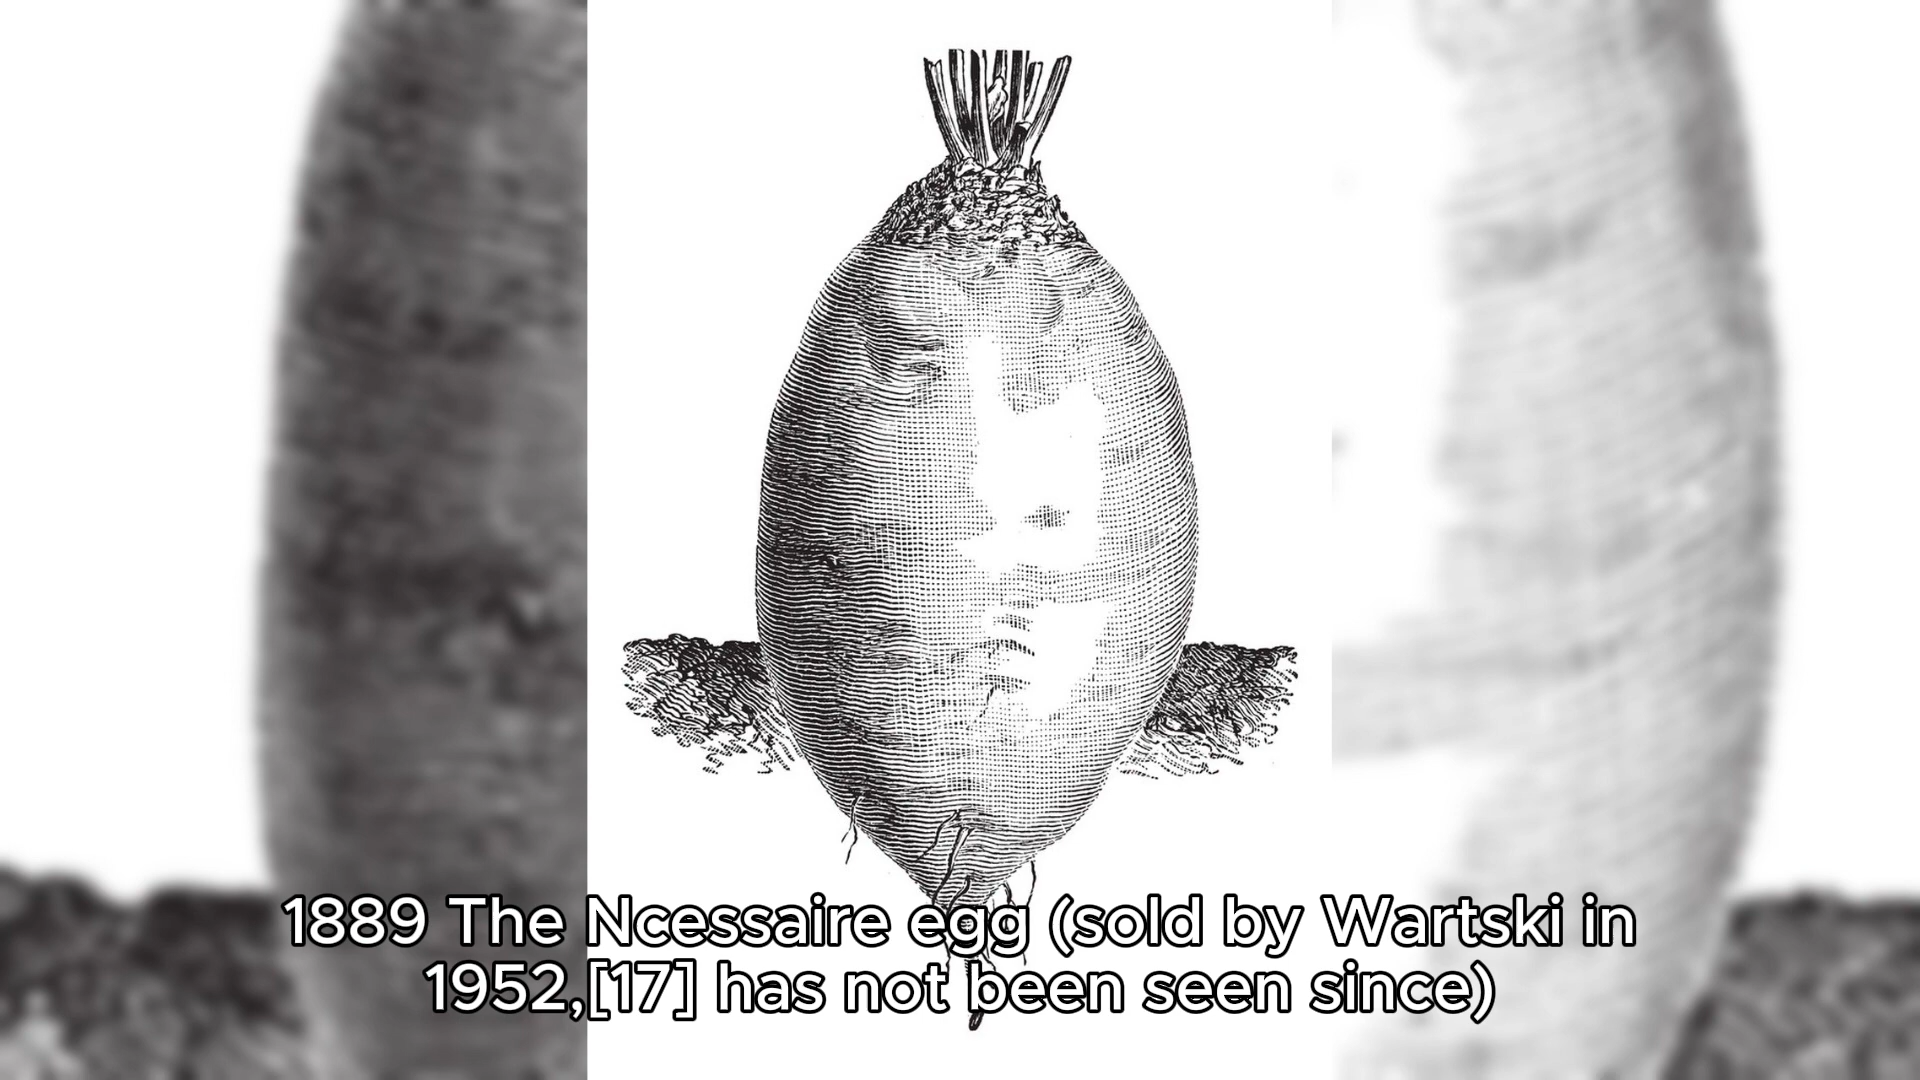 1889 The Ncessaire egg (sold by Wartski in
1952,[17] has not been seen since)